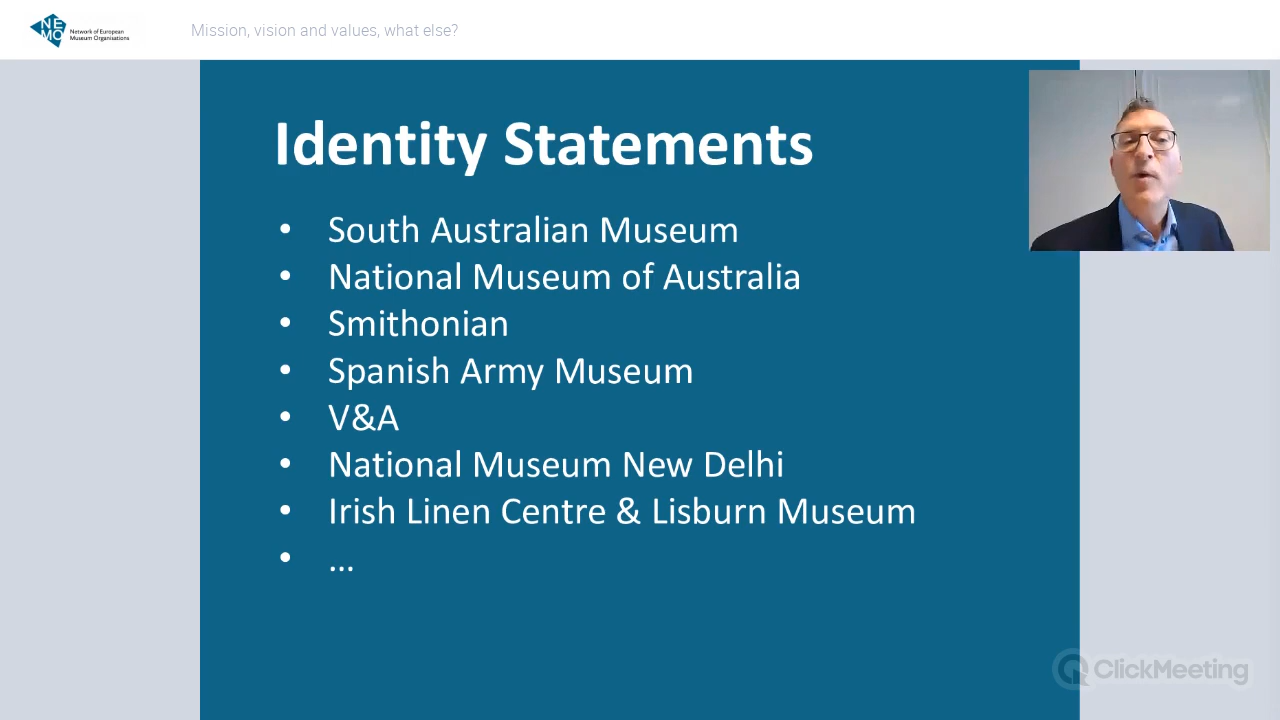 NE
MO
Network of European
Museum Organisations
Mission, vision and values, what else?
Identity Statements
• South Australian Museum
• National Museum of Australia
• Smithonian
• Spanish Army Museum
• V&A
• National Museum New Delhi
• Irish Linen Centre & Lisburn Museum
• ...
ClickMeeting